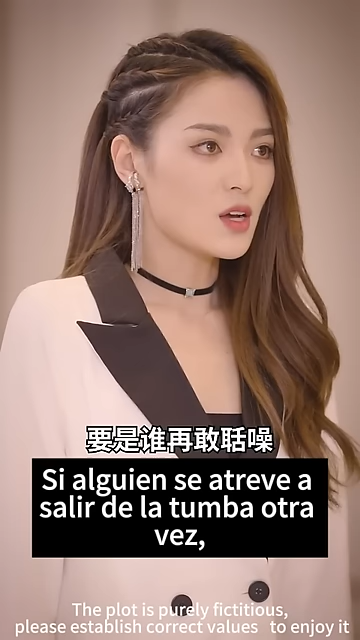 要是谁再敢聒噪
Si alguien se atreve a
salir de la tumba otra
vez,
The plot is purely fictitious,
please establish correct values to enjoy it